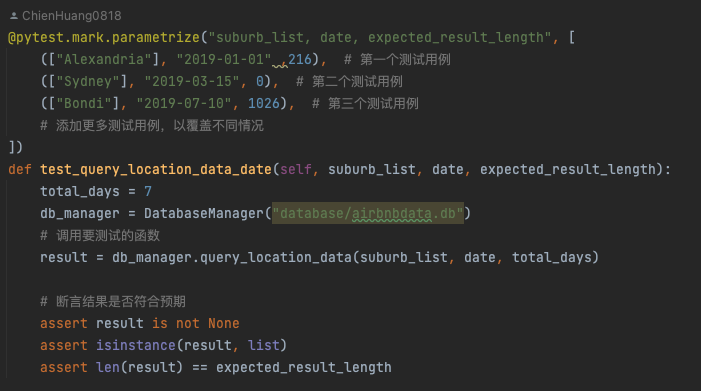 ChienHuang0818
@pytest.mark.parametrize("suburb_list, date, expected_result_length", [
    (["Alexandria"], "2019-01-01" ,216),  # 第一个测试用例
    (["Sydney"], "2019-03-15", 0),  # 第二个测试用例
    (["Bondi"], "2019-07-10", 1026),  # 第三个测试用例
    # 添加更多测试用例，以覆盖不同情况
])
def test_query_location_data_date(self, suburb_list, date, expected_result_length):
    total_days = 7
    db_manager = DatabaseManager("database/airbnbdata.db")
    # 调用要测试的函数
    result = db_manager.query_location_data(suburb_list, date, total_days)
    # 断言结果是否符合预期
    assert result is not None
    assert isinstance(result, list)
    assert len(result) == expected_result_length